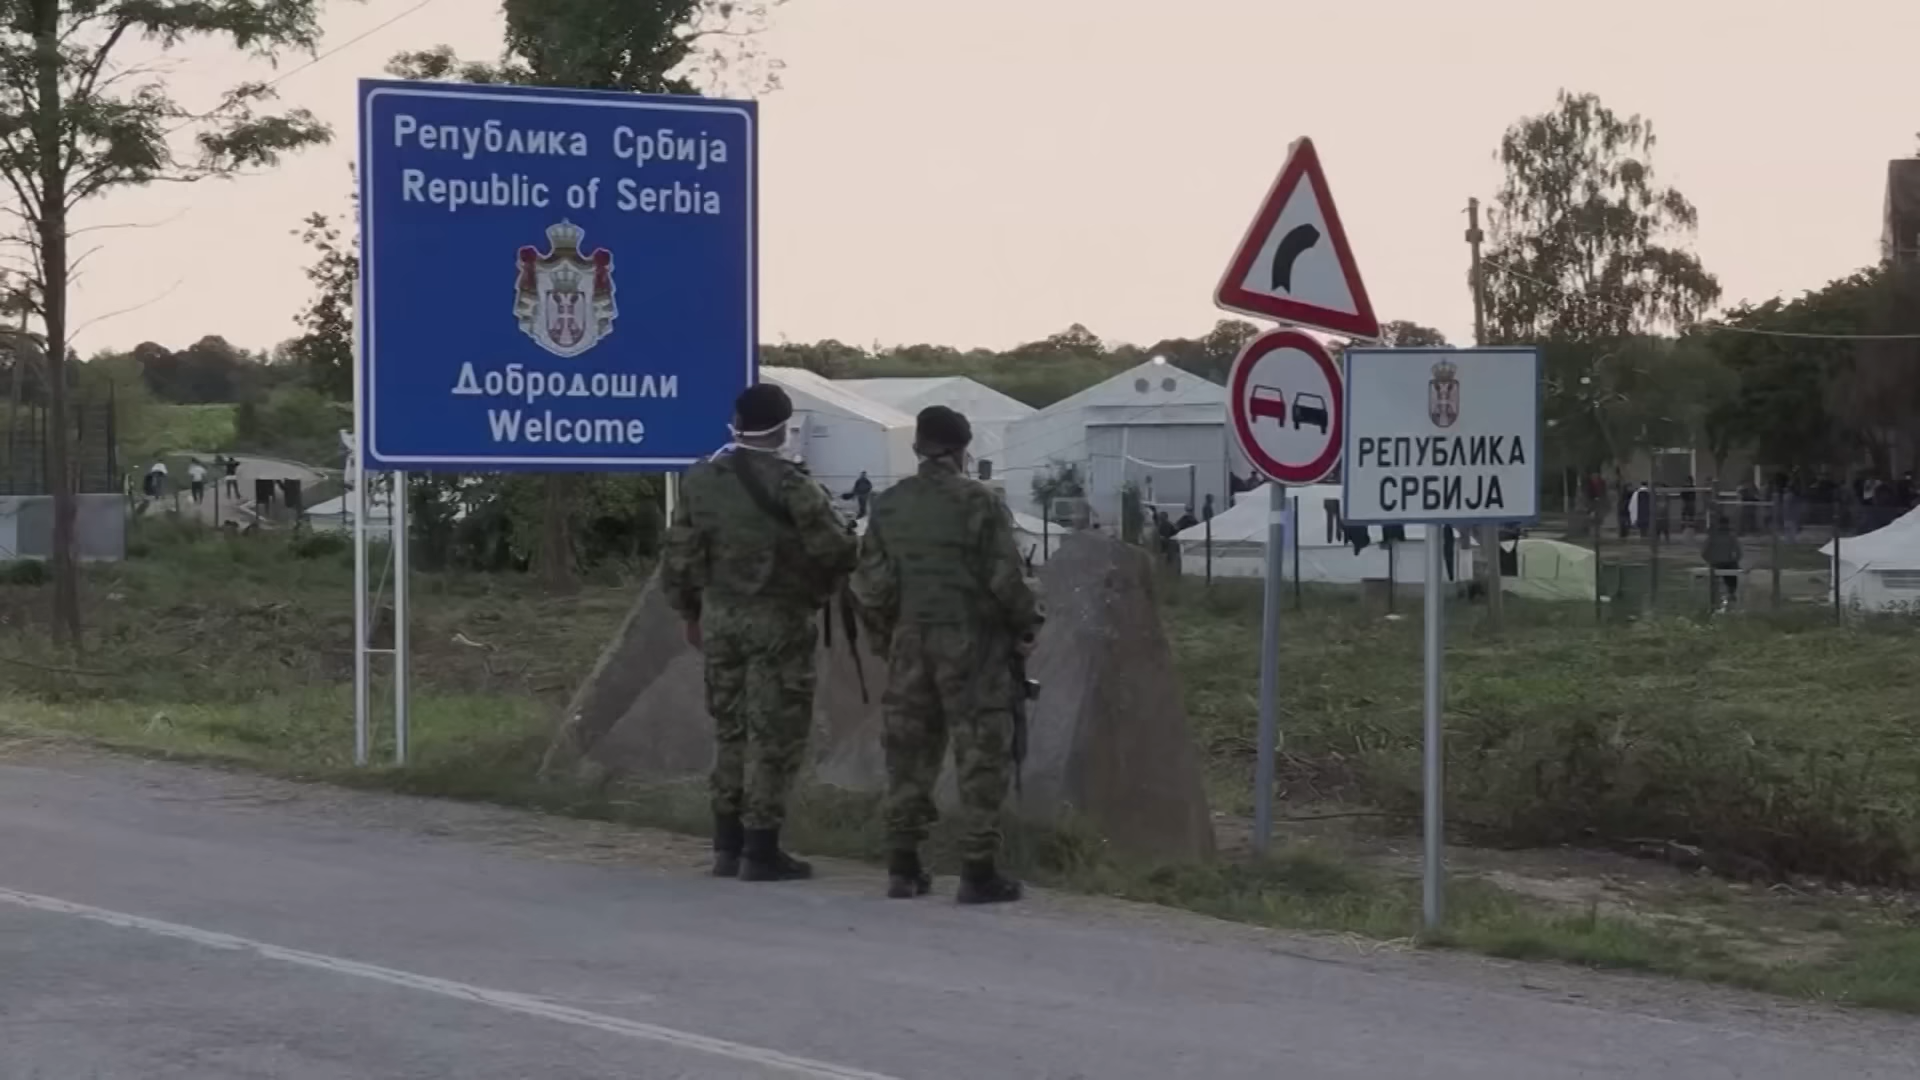 Република Србија
Republic of Serbia
Добродошли
Welcome
РЕПУБЛИКА
СРБИЈА